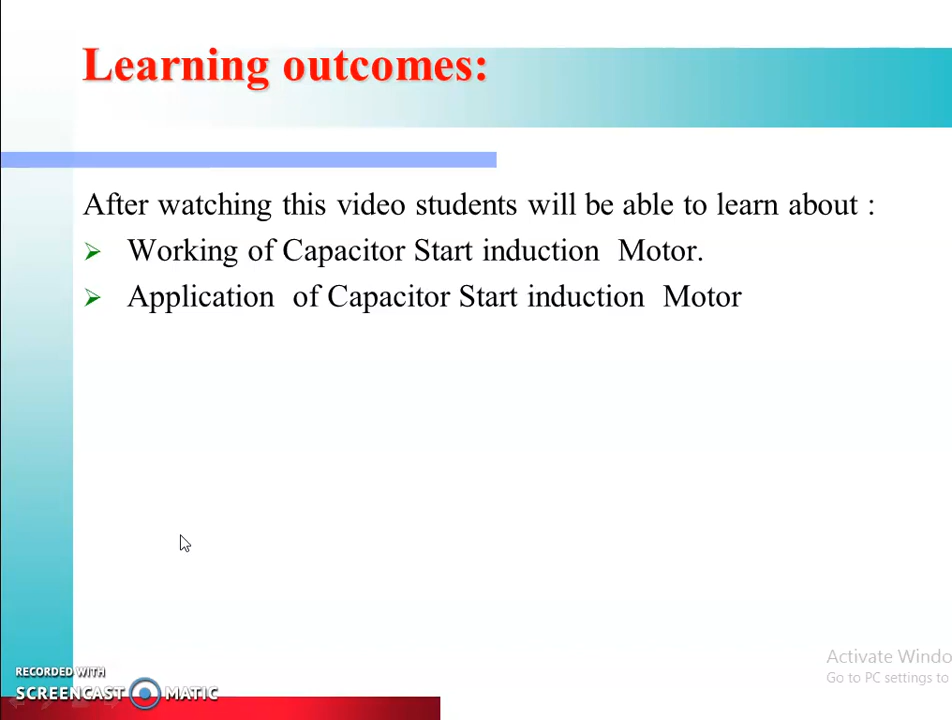 Learning outcomes:
After watching this video students will be able to learn about :
Working of Capacitor Start induction Motor.
Application of Capacitor Start induction Motor
Activate Windo
Go to PC settings to
RECORDED WITH
SCREENCAST MATIC